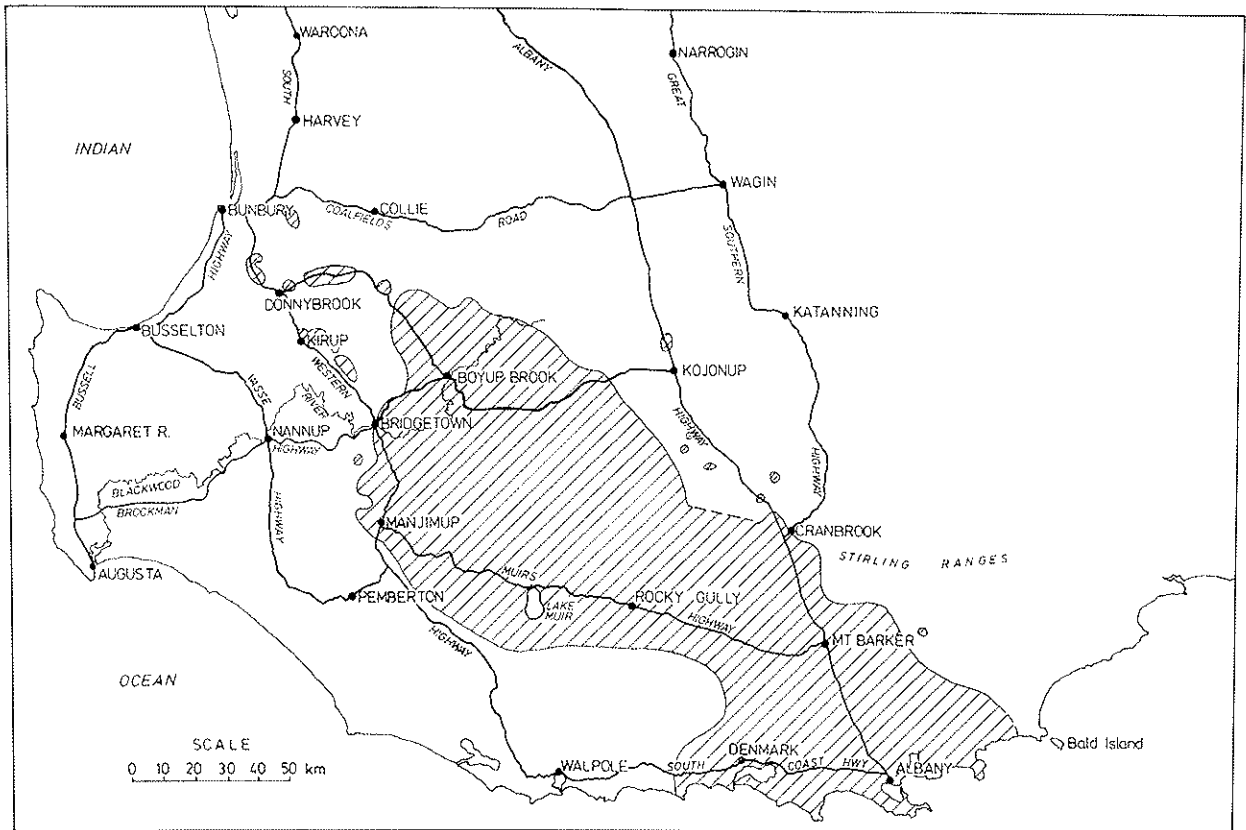 WAROONA
SOUTH
HARVEY
ALBANY
NARROGIN
GREAT
INDIAN
WAGIN
BUNBURY
COLLIE
COALFIELDS
ROAD
HIGHWAY
SOUTHERN
DONNYBROOK
KATANNING
BUSSELTON
KIRUP
WESTERN
BOYUP BROOK
KOJONUP
BUSSELL
VASSE
RIVER
BRIDGETOWN
HIGHWAY
MARGARET R.
NANNUP
HIGHWAY
HIGHWAY
BLACKWOOD
BROCKMAN
HIGHWAY
MANJIMUP
CRANBROOK
STIRLING RANGES
AUGUSTA
MUIRS
PEMBERTON
LAKE
MUIR
ROCKY GULLY
HIGHWAY
HIGHWAY
MT BARKER
OCEAN
SCALE
0 10 20 30 40 50 km
WALPOLE
SOUTH
DENMARK
COAST
HWY
ALBANY
Bald Island